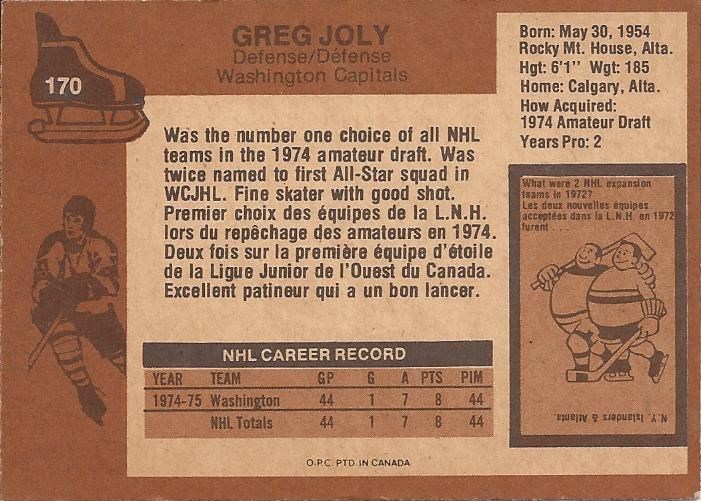 170
GREG JOLY
Defense/Défense
Washington Capitals
Born: May 30, 1954
Rocky Mt. House, Alta.
Hgt: 6'1" Wgt: 185
Home: Calgary, Alta.
How Acquired:
1974 Amateur Draft
Years Pro: 2
Was the number one choice of all NHL
teams in the 1974 amateur draft. Was
twice named to first All-Star squad in
WCJHL. Fine skater with good shot.
Premier choix des équipes de la L.N.H.
lors du repêchage des amateurs en 1974.
Deux fois sur la première équipe d'étoile
de la Ligue Junior de l'Ouest du Canada.
Excellent patineur qui a un bon lancer.
What were 2 NHL expansion
teams in 1972?
Les deux nouvelles équipes
acceptées dans la L.N.H. en 1972
furent . . .
N.Y. Islanders & Atlanta
NHL CAREER RECORD
YEAR TEAM GP G A PTS PIM
1974-75 Washington 44 1 7 8 44
NHL Totals 44 1 7 8 44
O.P.C. PTD. IN CANADA